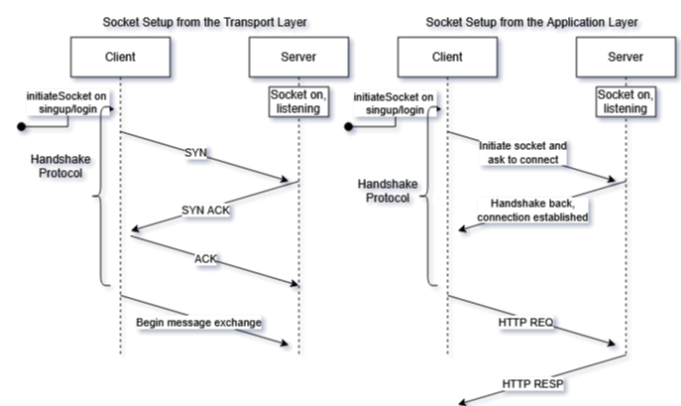 Socket Setup from the Transport Layer
Client
Server
initiateSocket on
singup/login
Socket on,
listening
Handshake
Protocol
SYN
SYN ACK
ACK
Begin message exchange
Socket Setup from the Application Layer
Client
Server
initiateSocket on
singup/login
Socket on,
listening
Initiate socket and
ask to connect
Handshake
Protocol
Handshake back,
connection established
HTTP REQ
HTTP RESP